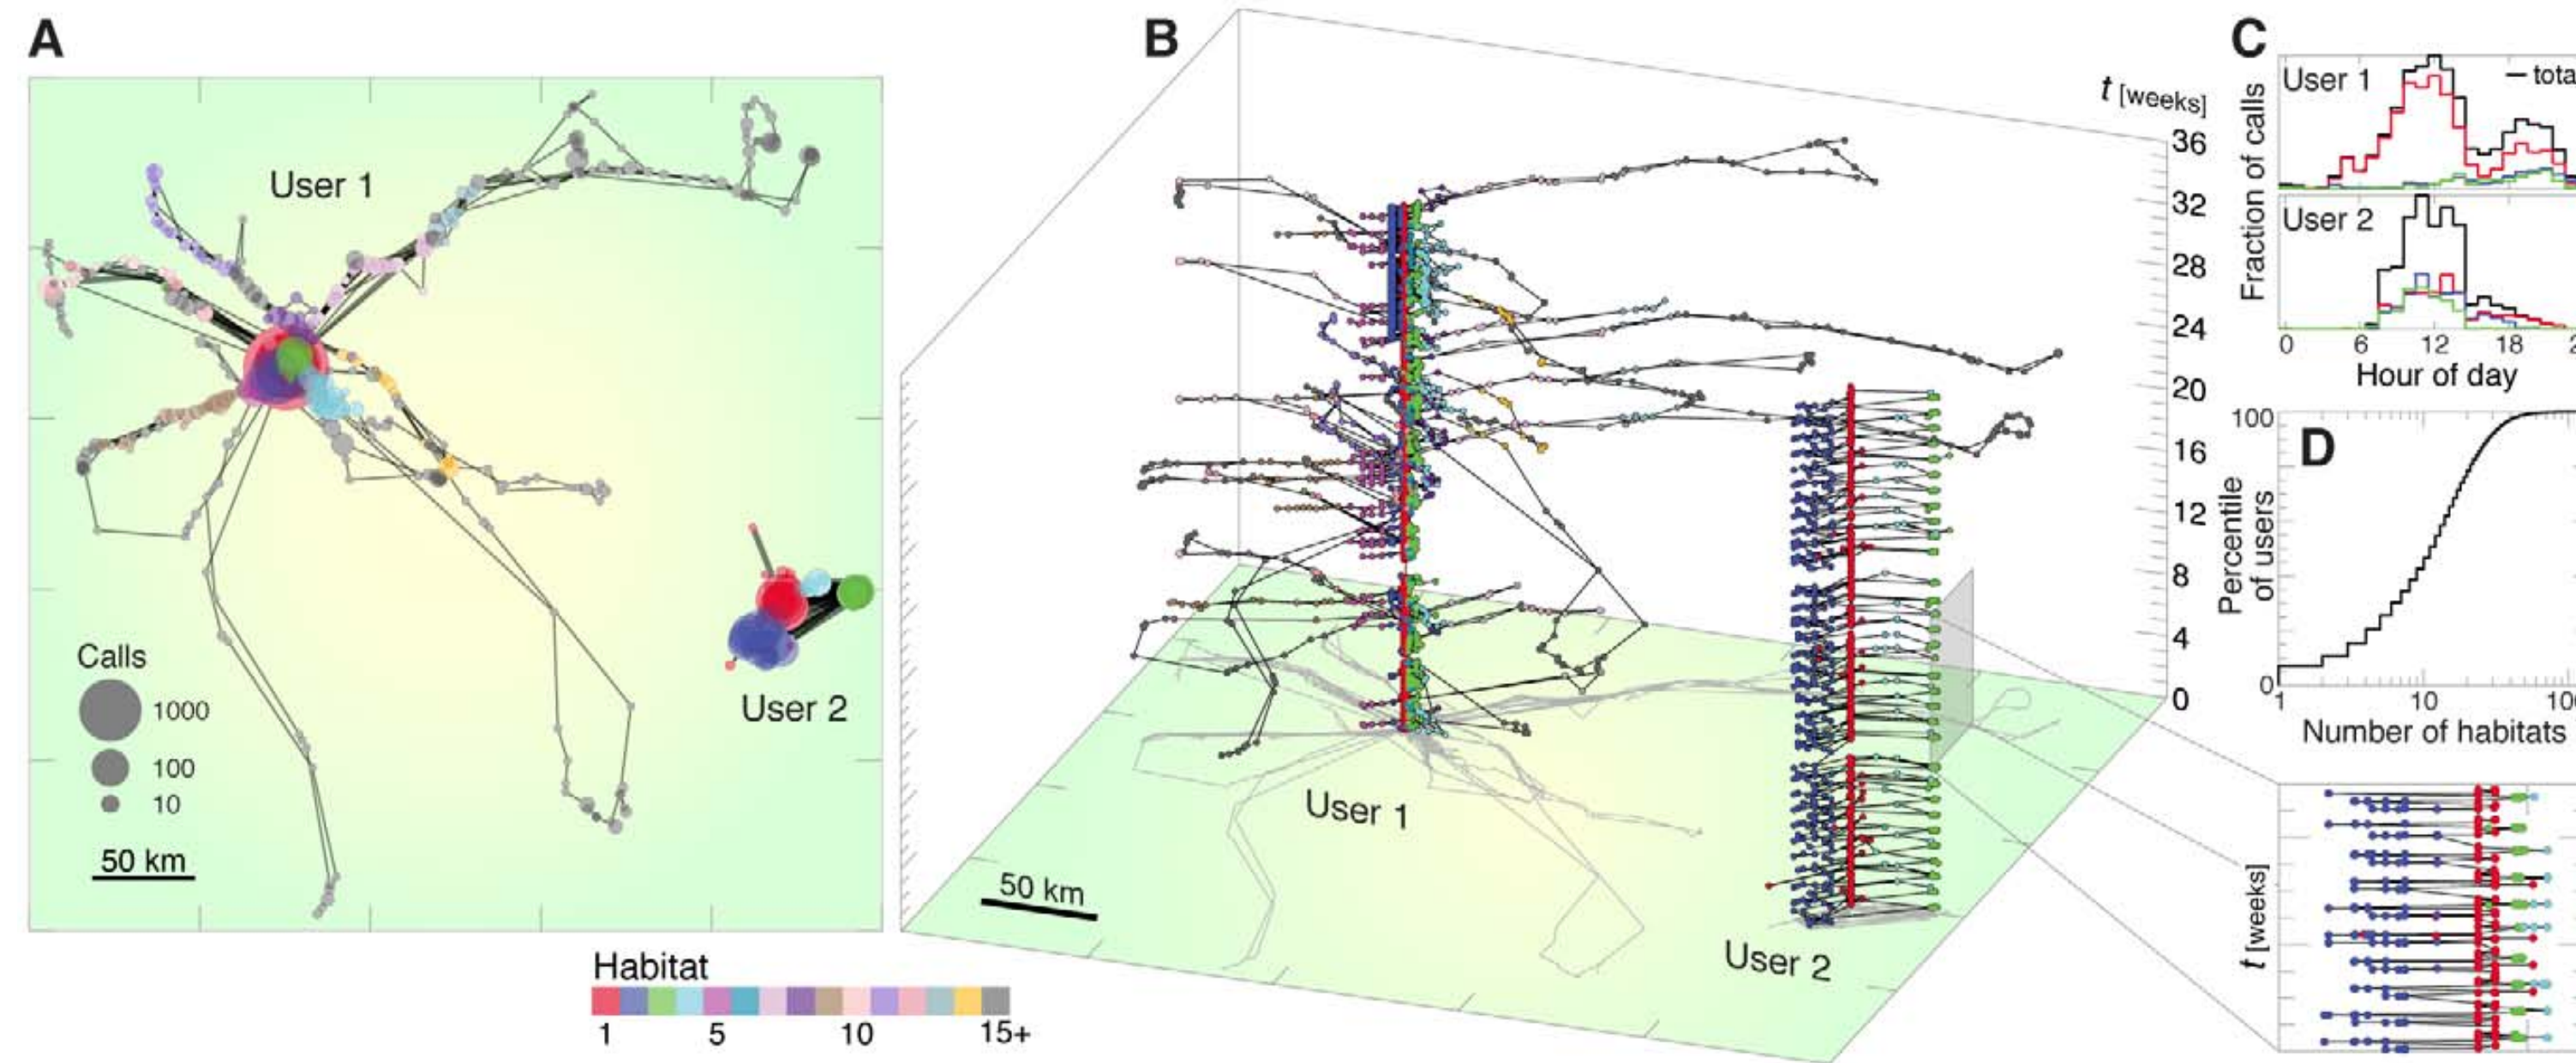 A
User 1
Calls
1000
100
10
50 km
User 2
Habitat
1
5
10
15+
B
t [weeks]
36
32
28
24
20
16
12
8
4
0
User 1
50 km
User 2
C
User 1
User 2
Fraction of calls
0 6 12 18
Hour of day
100
D
Percentile
of users
0
1 10
Number of habitats
t [weeks]